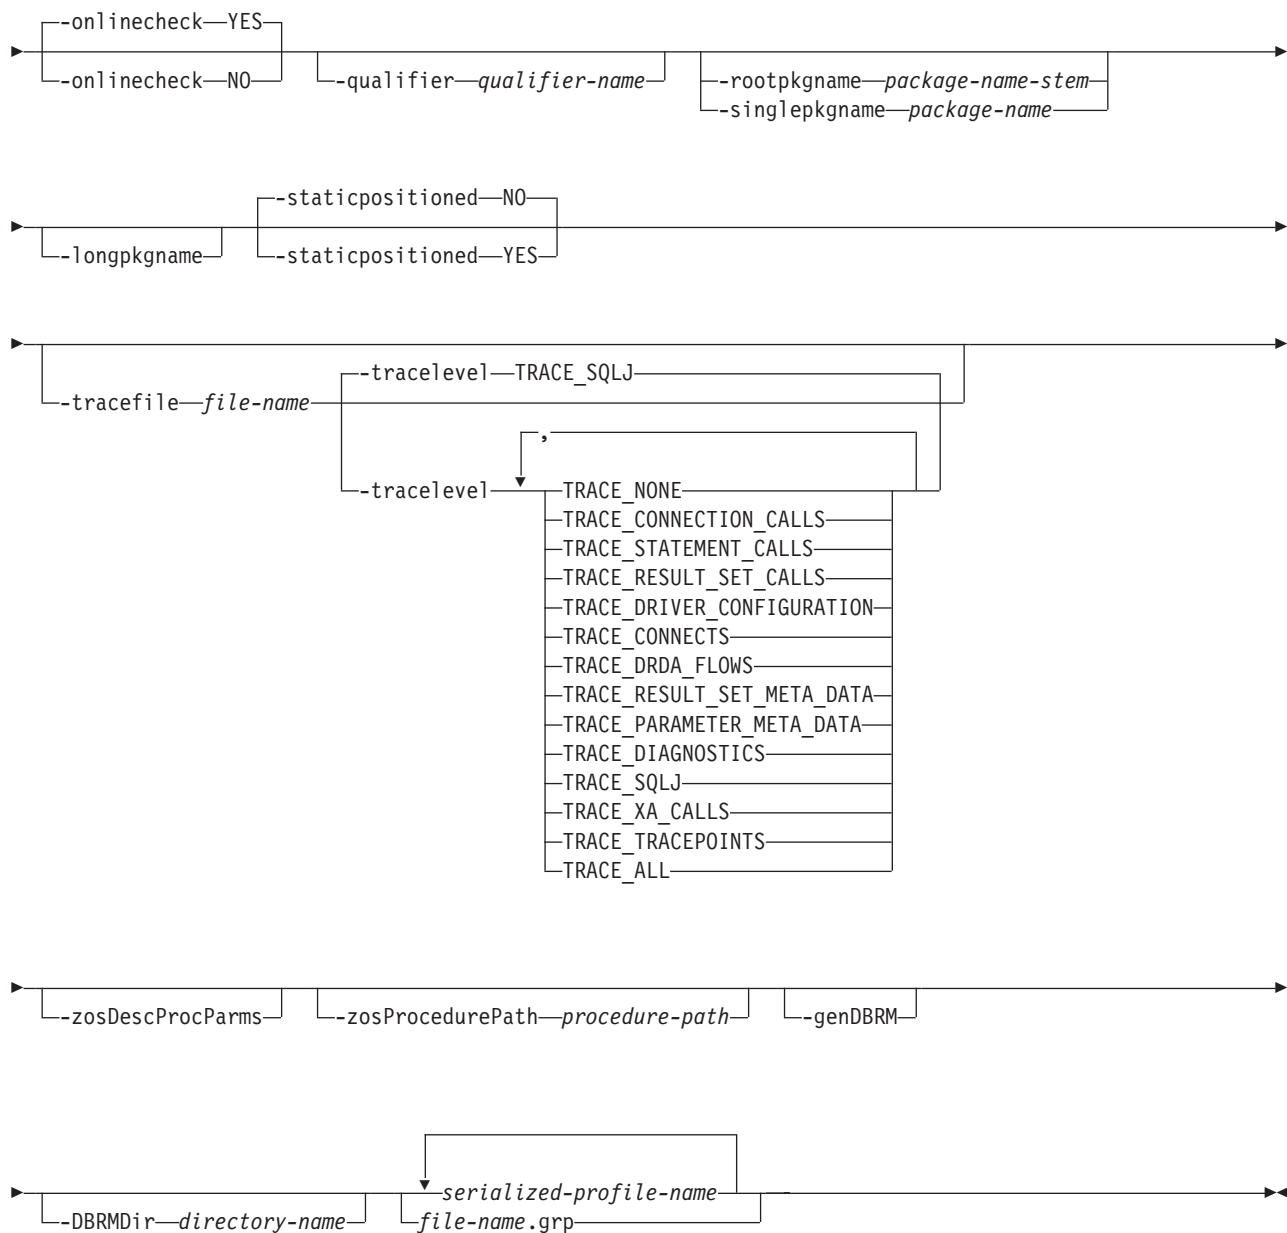 -onlinecheck YES
-onlinecheck NO
-qualifier qualifier-name
-rootpkgname package-name-stem
-singlepkgname package-name
-longpkgname
-staticpositioned NO
-staticpositioned YES
-tracefile file-name
-tracelevel TRACE_SQLJ
,
-tracelevel
TRACE_NONE
TRACE_CONNECTION_CALLS
TRACE_STATEMENT_CALLS
TRACE_RESULT_SET_CALLS
TRACE_DRIVER_CONFIGURATION
TRACE_CONNECTS
TRACE_DRDA_FLOWS
TRACE_RESULT_SET_META_DATA
TRACE_PARAMETER_META_DATA
TRACE_DIAGNOSTICS
TRACE_SQLJ
TRACE_XA_CALLS
TRACE_TRACEPOINTS
TRACE_ALL
-zosDescProcParms
-zosProcedurePath procedure-path
-genDBRM
-DBRMDir directory-name
serialized-profile-name
file-name.grp